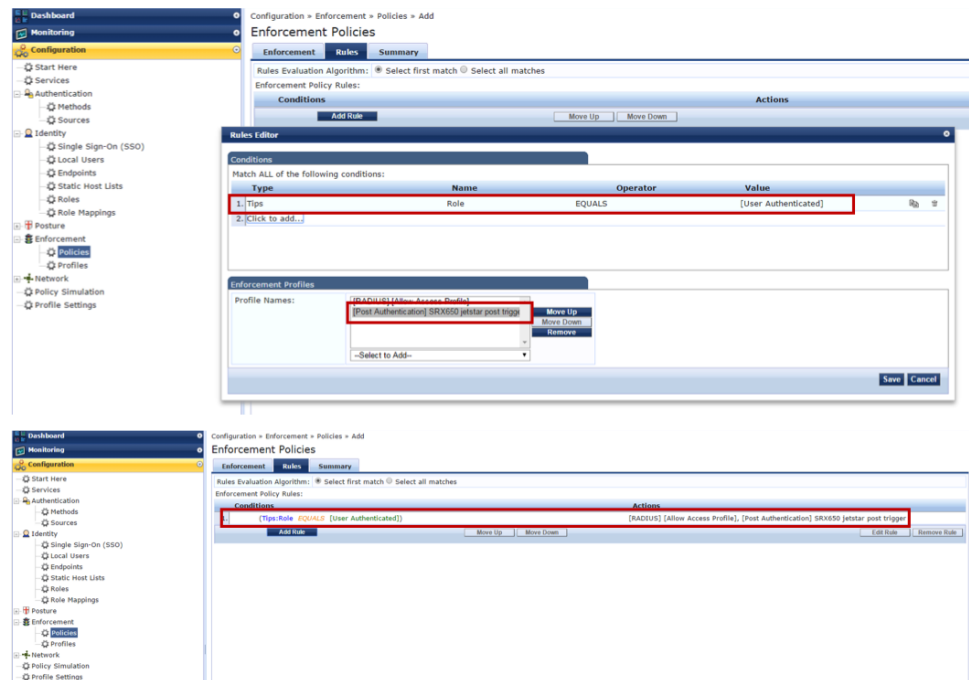 Dashboard
Monitoring
Configuration
Start Here
Services
Authentication
Methods
Sources
Identity
Single Sign-On (SSO)
Local Users
Endpoints
Static Host Lists
Roles
Role Mappings
Posture
Enforcement
Policies
Profiles
Network
Policy Simulation
Profile Settings
Configuration » Enforcement » Policies » Add
Enforcement Policies
Enforcement Rules Summary
Rules Evaluation Algorithm: Select first match Select all matches
Enforcement Policy Rules:
Conditions Actions
Add Rule Move Up Move Down
Rules Editor
Conditions
Match ALL of the following conditions:
Type Name Operator Value
1. Tips Role EQUALS [User Authenticated]
2. Click to add...
Enforcement Profiles
Profile Names: [RADIUS] [Allow Access Profile]
[Post Authentication] SRX650 jetstar post trigge
Move Up
Move Down
Remove
--Select to Add--
Save Cancel
Dashboard
Monitoring
Configuration
Start Here
Services
Authentication
Methods
Sources
Identity
Single Sign-On (SSO)
Local Users
Endpoints
Static Host Lists
Roles
Role Mappings
Posture
Enforcement
Policies
Profiles
Network
Policy Simulation
Profile Settings
Configuration » Enforcement » Policies » Add
Enforcement Policies
Enforcement Rules Summary
Rules Evaluation Algorithm: Select first match Select all matches
Enforcement Policy Rules:
Conditions Actions
1. (Tips:Role EQUALS [User Authenticated]) [RADIUS] [Allow Access Profile], [Post Authentication] SRX650 jetstar post trigger
Add Rule Move Up Move Down Edit Rule Remove Rule